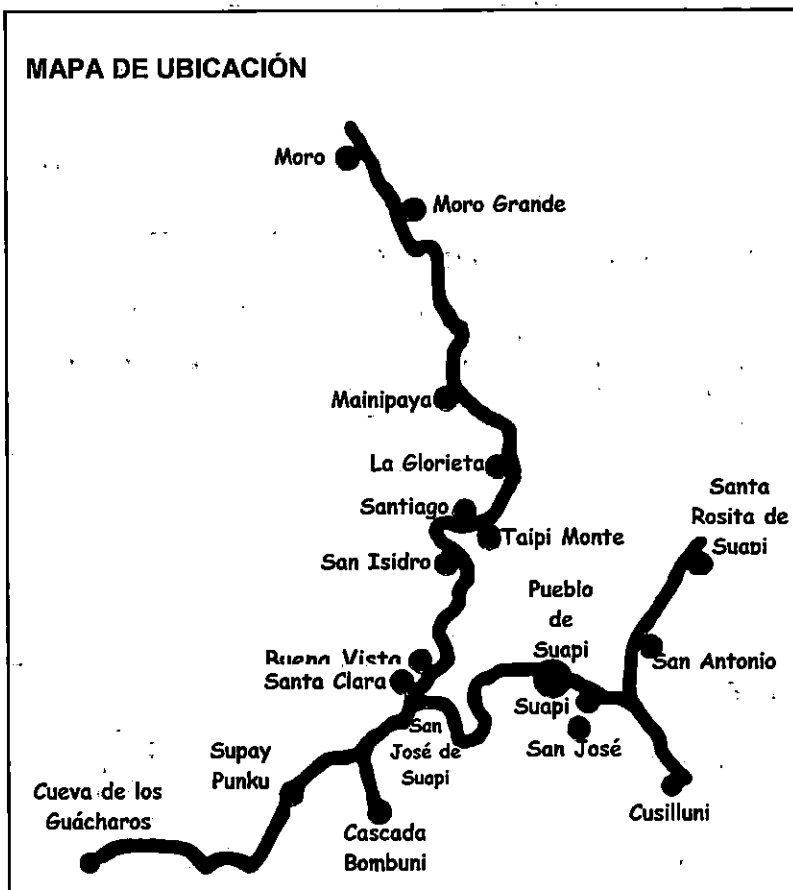 MAPA DE UBICACIÓN
Moro
Moro Grande
Mainipaya
La Glorieta
Santiago
Taipi Monte
San Isidro
Santa
Rosita de
Suapi
Pueblo
de
Suapi
San Antonio
Buena Vista
Santa Clara
Suapi
San José
San
José de
Suapi
Supay
Punku
Cusilluni
Cueva de los
Guácharos
Cascada
Bombuni